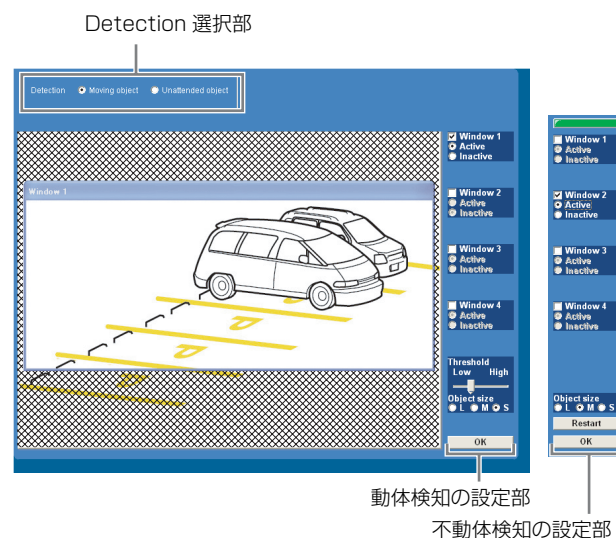 Detection 選択部
Detection Moving object Unattended object
Window 1
Window 1
Active
Inactive
Window 2
Active
Inactive
Window 3
Active
Inactive
Window 4
Active
Inactive
Threshold
Low High
Object size
L M S
OK
Window 1
Active
Inactive
Window 2
Active
Inactive
Window 3
Active
Inactive
Window 4
Active
Inactive
Object size
L M S
Restart
OK
動体検知の設定部
不動体検知の設定部